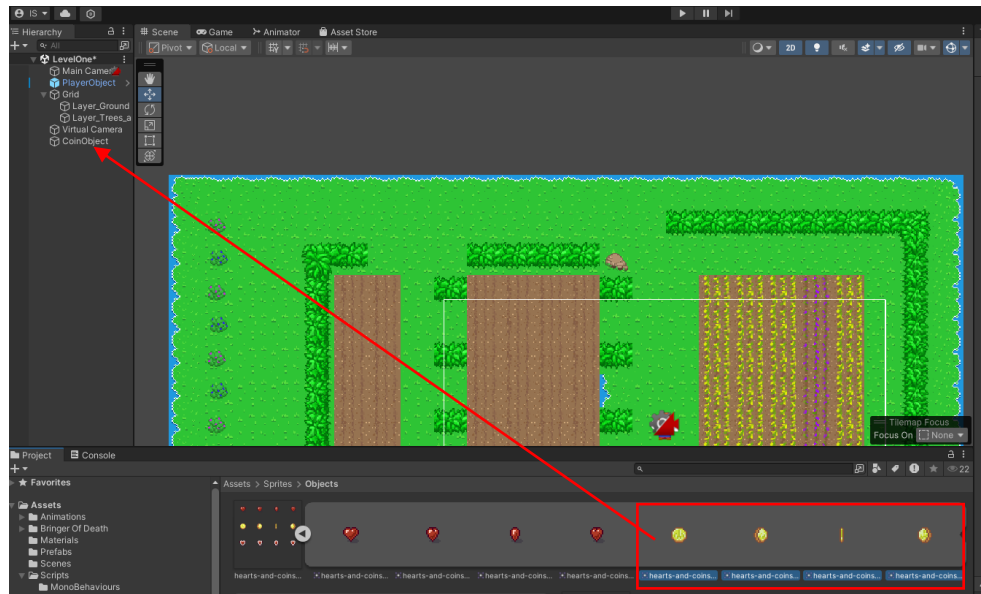 IS
Hierarchy
Scene
Game
Animator
Asset Store
All
Pivot
Local
2D
LevelOne*
Main Camer
PlayerObject
Grid
Layer_Ground
Layer_Trees_a
Virtual Camera
CoinObject
Tilemap Focus
Focus On
None
Project
Console
22
Favorites
Assets > Sprites > Objects
Assets
Animations
Bringer Of Death
Materials
Prefabs
Scenes
Scripts
MonoBehaviours
hearts-and-coins...
hearts-and-coins...
hearts-and-coins...
hearts-and-coins...
hearts-and-coins...
hearts-and-coins...
hearts-and-coins...
hearts-and-coins...
hearts-and-coins...